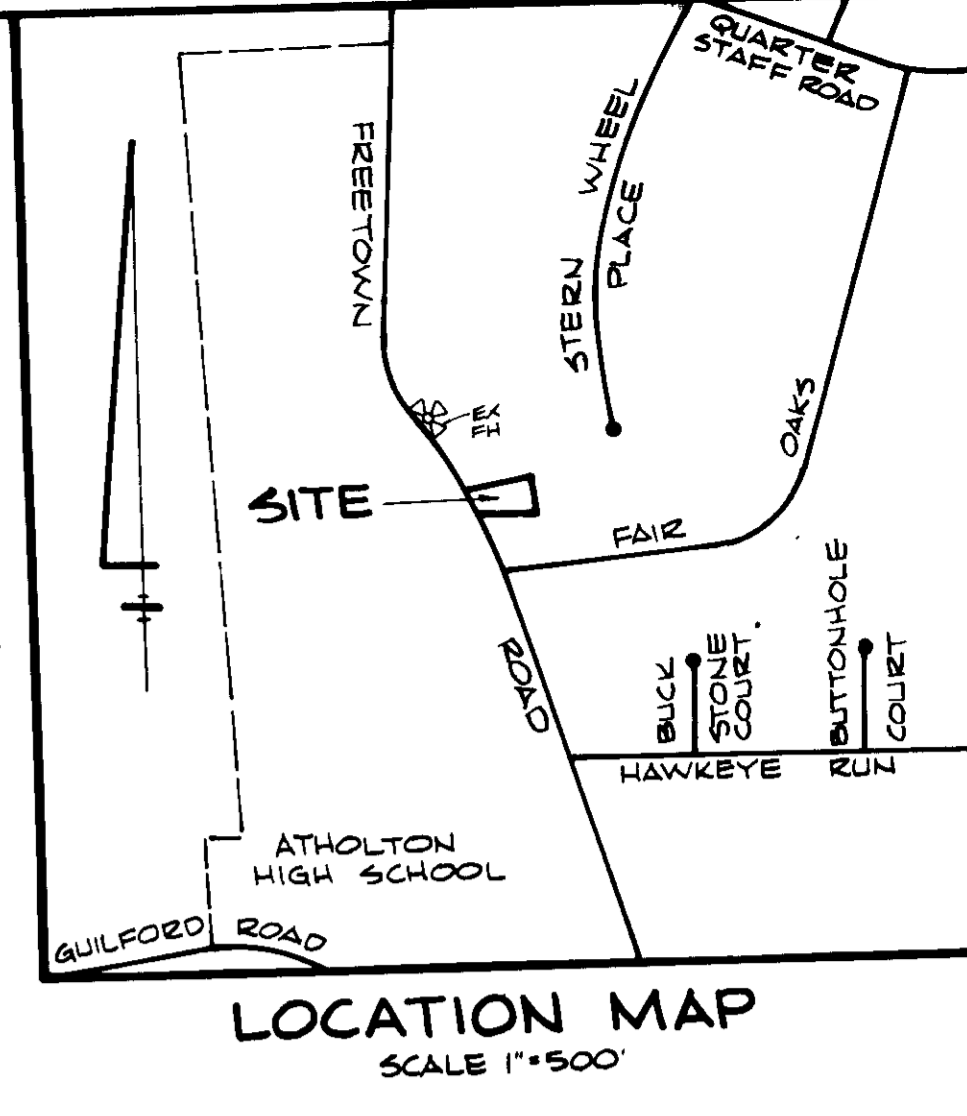 QUARTER
STAFF ROAD
FREETOWN
WHEEL
PLACE
STERN
EX
FH
OAKS
SITE
FAIR
ROAD
BUCK
STONE
COURT
BUTTONHOLE
COURT
HAWKEYE RUN
ATHOLTON
HIGH SCHOOL
GUILFORD ROAD
LOCATION MAP
SCALE 1"=500'